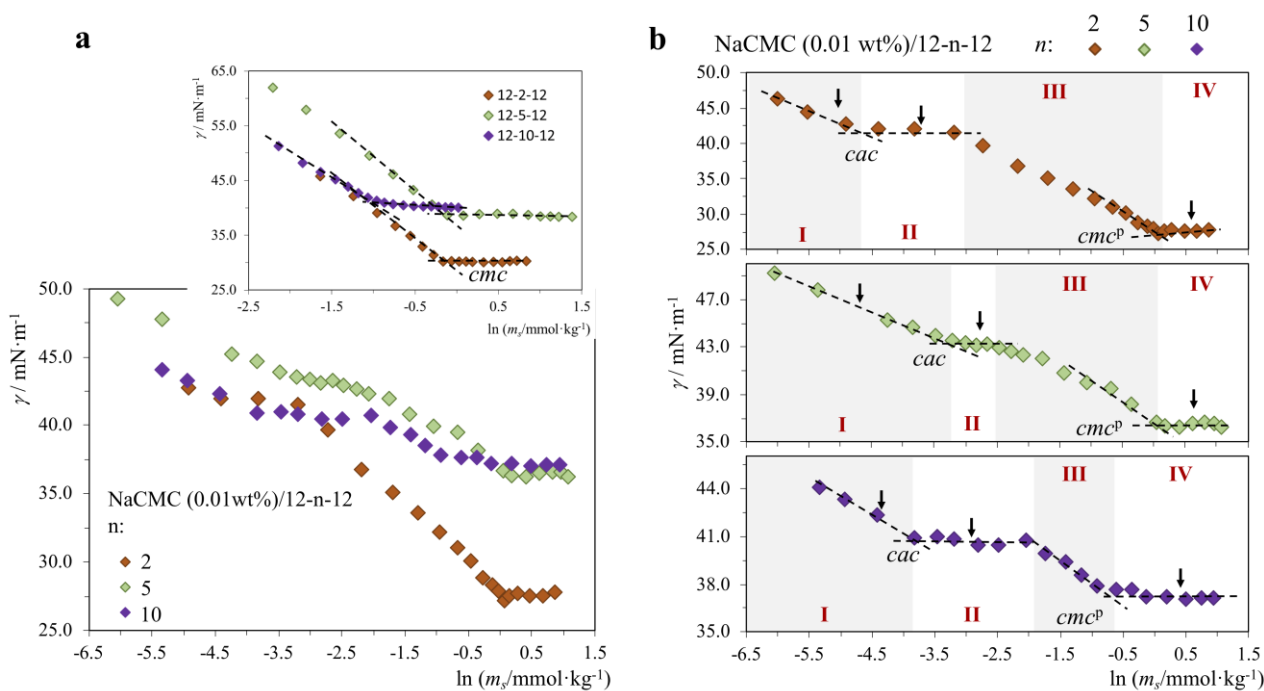 a
65.0
55.0
45.0
35.0
25.0
γ / mN·m⁻¹
12-2-12
12-5-12
12-10-12
cmc
-2.5 -1.5 -0.5 0.5 1.5
ln (mₛ/mmol·kg⁻¹)
50.0
45.0
40.0
35.0
30.0
25.0
γ / mN·m⁻¹
NaCMC (0.01wt%)/12-n-12
n:
2
5
10
-6.5 -5.5 -4.5 -3.5 -2.5 -1.5 -0.5 0.5 1.5
ln (mₛ/mmol·kg⁻¹)
b
NaCMC (0.01 wt%)/12-n-12 n: 2 5 10
50.0
45.0
40.0
35.0
30.0
25.0
III
IV
cac
I
II
cmcᵖ
47.0
43.0
39.0
35.0
γ / mN·m⁻¹
III
IV
cac
I
II
cmcᵖ
44.0
41.0
38.0
35.0
III
IV
cac
I
II
cmcᵖ
-6.5 -5.5 -4.5 -3.5 -2.5 -1.5 -0.5 0.5 1.5
ln (mₛ/mmol·kg⁻¹)